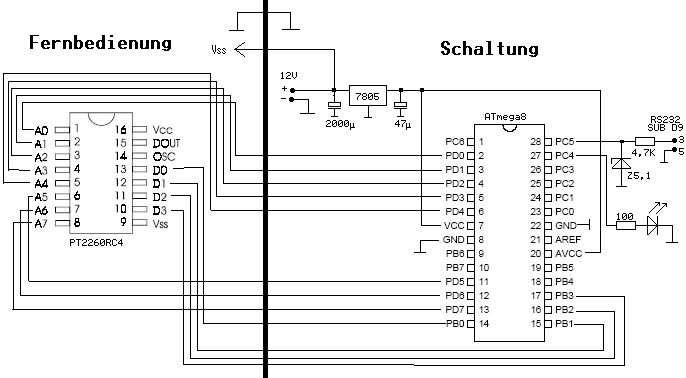 Fernbedienung
Schaltung
Vss
12V
+
-
7805
2000µ
47µ
ATmega8
RS232
SUB D9
3
5
4,7K
Z5,1
100
A0 1 16 Vcc
A1 2 15 DOUT
A2 3 14 OSC
A3 4 13 D0
A4 5 12 D1
A5 6 11 D2
A6 7 10 D3
A7 8 9 Vss
PT2260RC4
PC6 1 28 PC5
PD0 2 27 PC4
PD1 3 26 PC3
PD2 4 25 PC2
PD3 5 24 PC1
PD4 6 23 PC0
VCC 7 22 GND
GND 8 21 AREF
PB6 9 20 AVCC
PB7 10 19 PB5
PD5 11 18 PB4
PD6 12 17 PB3
PD7 13 16 PB2
PB0 14 15 PB1